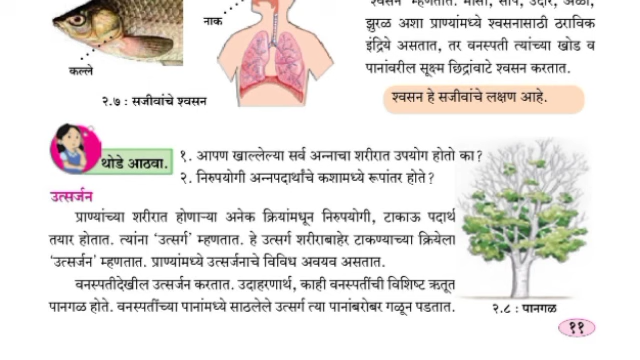 श्वसन' म्हणतात. मासा, साप, उंदीर, अळी,
नाक
झुरळ अशा प्राण्यांमध्ये श्वसनासाठी ठराविक
इंद्रिये असतात, तर वनस्पती त्यांच्या खोड व
कल्ले
पानांवरील सूक्ष्म छिद्रांवाटे श्वसन करतात.
२.७ : सजीवांचे श्वसन
श्वसन हे सजीवांचे लक्षण आहे.
थोडे आठवा.
१. आपण खाल्लेल्या सर्व अन्नाचा शरीरात उपयोग होतो का?
२. निरुपयोगी अन्नपदार्थांचे कशामध्ये रूपांतर होते?
उत्सर्जन
प्राण्यांच्या शरीरात होणाऱ्या अनेक क्रियांमधून निरुपयोगी, टाकाऊ पदार्थ
तयार होतात. त्यांना 'उत्सर्ग' म्हणतात. हे उत्सर्ग शरीराबाहेर टाकण्याच्या क्रियेला
'उत्सर्जन' म्हणतात. प्राण्यांमध्ये उत्सर्जनाचे विविध अवयव असतात.
वनस्पतीदेखील उत्सर्जन करतात. उदाहरणार्थ, काही वनस्पतींची विशिष्ट ऋतूत
पानगळ होते. वनस्पतींच्या पानांमध्ये साठलेले उत्सर्ग त्या पानांबरोबर गळून पडतात.
२.८ : पानगळ
११